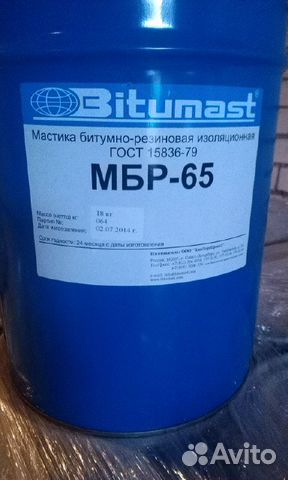 Bitumast
Мастика битумно-резиновая изоляционная
ГОСТ 15836-79
МБР-65
Масса нетто, кг: 18 кг
Партия №: 064
Дата изготовления: 02.07.2014 г.
Срок годности: 24 месяца с даты изготовления
Avito